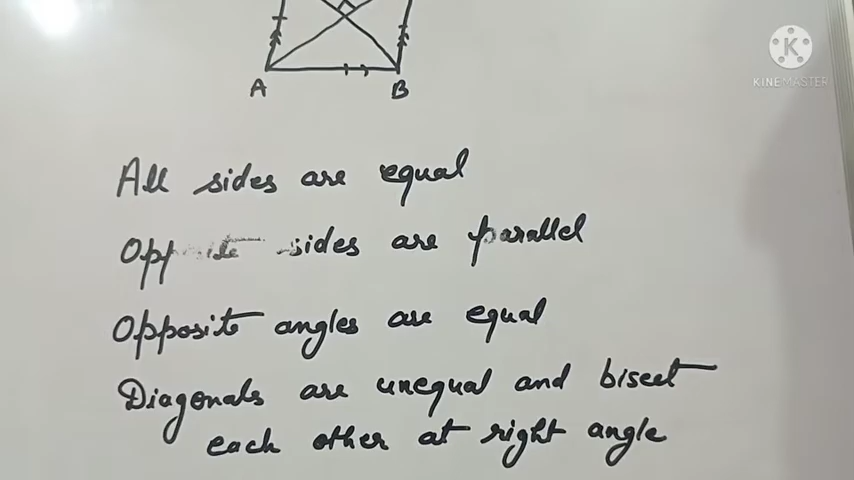 A B
K
KINEMASTER
All sides are equal
Opposite sides are parallel
Opposite angles are equal
Diagonals are unequal and bisect
each other at right angle